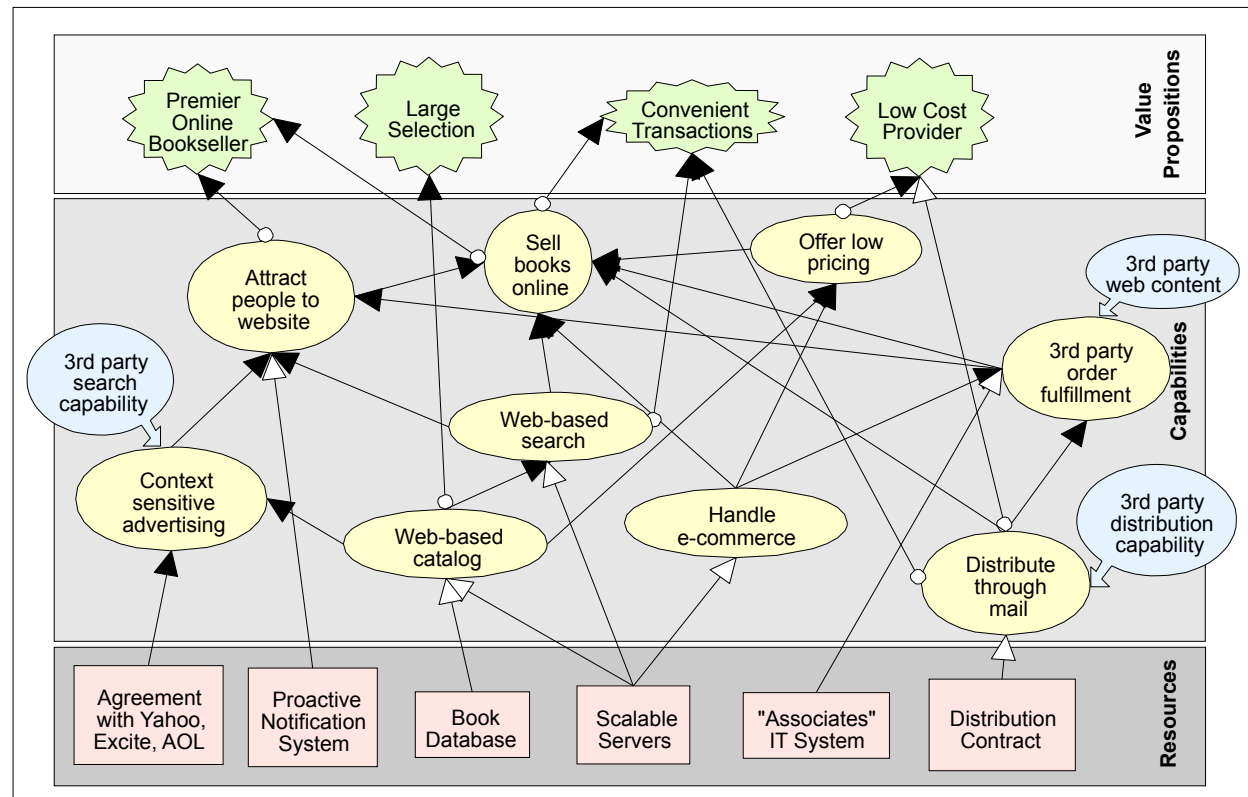 Premier
Online
Bookseller
Large
Selection
Convenient
Transactions
Low Cost
Provider
Value
Propositions
Attract
people to
website
Sell
books
online
Offer low
pricing
3rd party
web content
3rd party
search
capability
3rd party
order
fulfillment
Web-based
search
Context
sensitive
advertising
Web-based
catalog
Handle
e-commerce
3rd party
distribution
capability
Distribute
through
mail
Capabilities
Agreement
with Yahoo,
Excite, AOL
Proactive
Notification
System
Book
Database
Scalable
Servers
"Associates"
IT System
Distribution
Contract
Resources